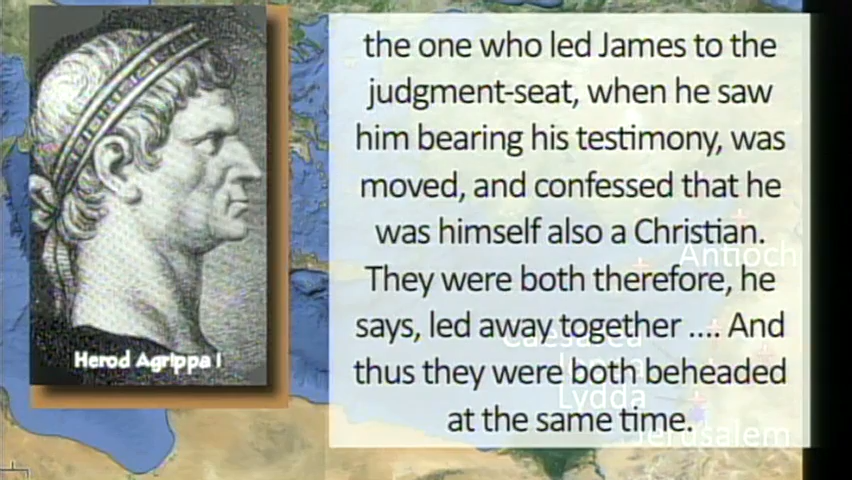 the one who led James to the
judgment-seat, when he saw
him bearing his testimony, was
moved, and confessed that he
was himself also a Christian.
They were both therefore, he
says, led away together .... And
thus they were both beheaded
at the same time.
Herod Agrippa I
Antioch
Caesarea
Joppa
Lydda
Jerusalem